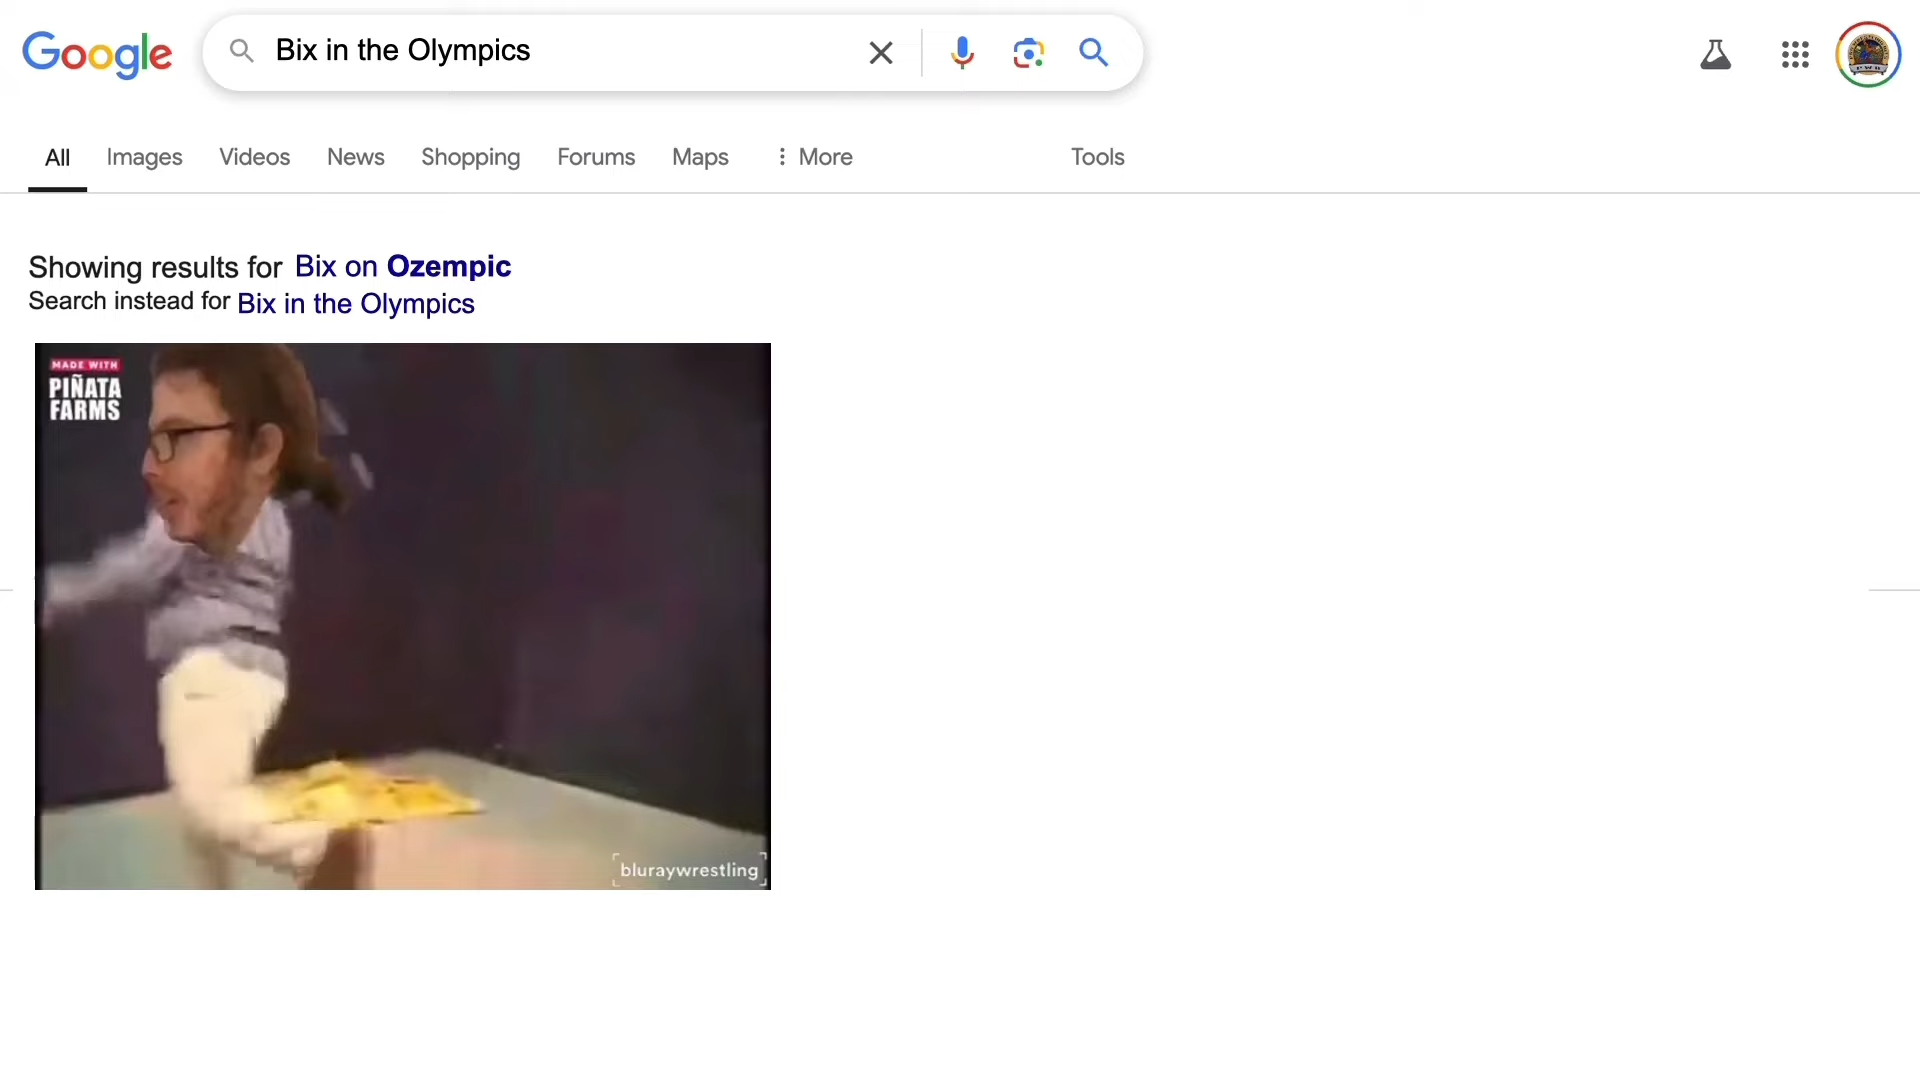 Google
Bix in the Olympics
All Images Videos News Shopping Forums Maps More Tools
Showing results for Bix on Ozempic
Search instead for Bix in the Olympics
MADE WITH
PIÑATA
FARMS
bluraywrestling